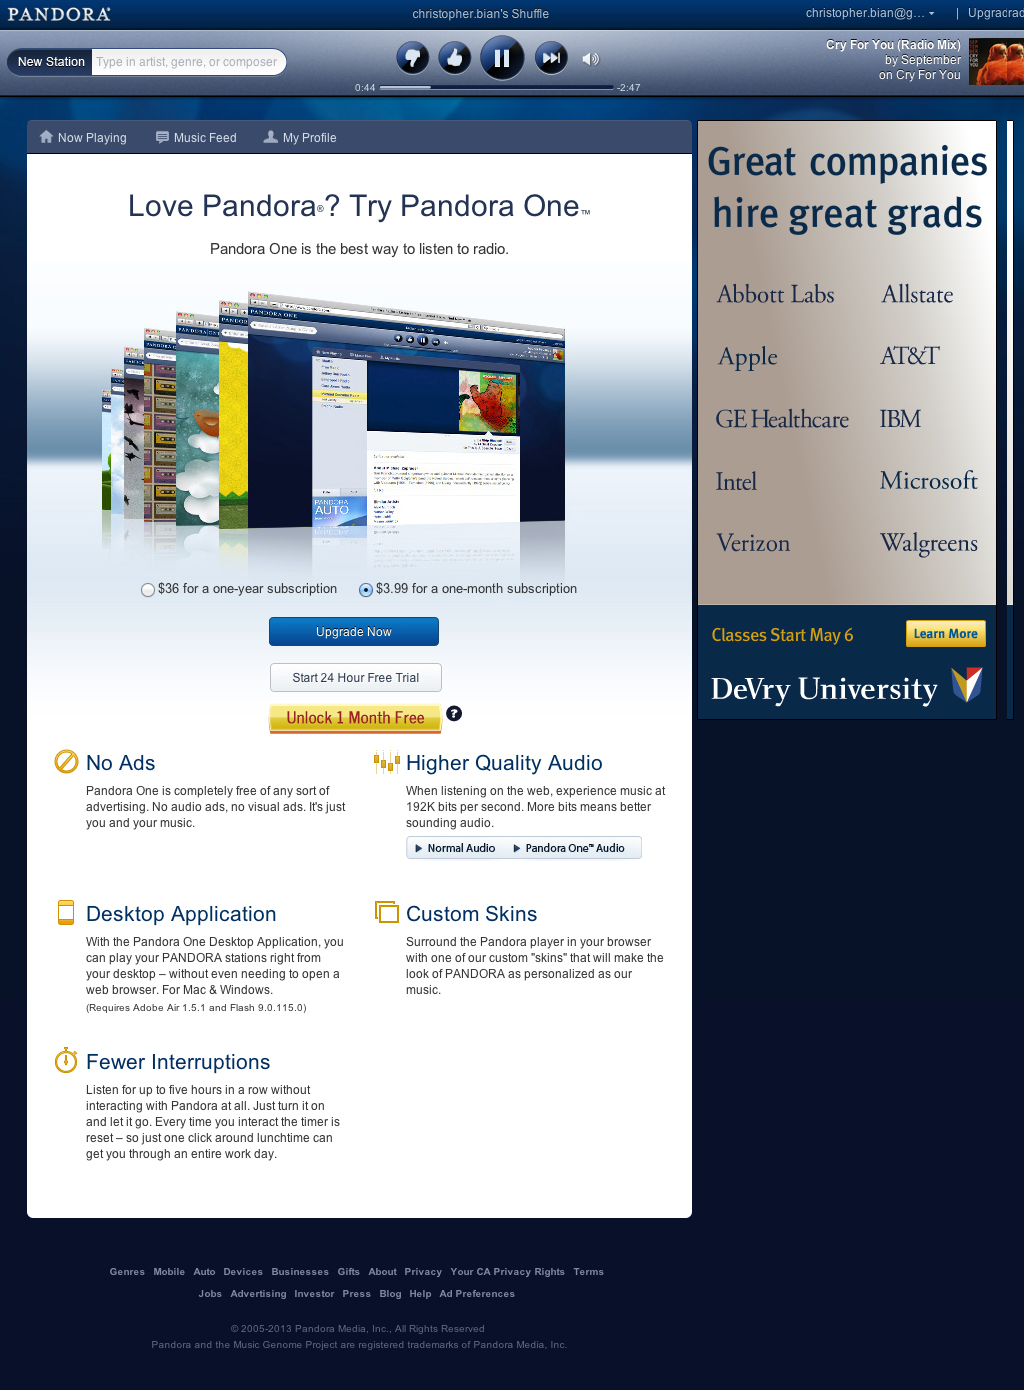 PANDORA®
christopher.bian's Shuffle
christopher.bian@g...
| Upgradrad
New Station
Type in artist, genre, or composer
0:44
-2:47
Cry For You (Radio Mix)
by September
on Cry For You
Now Playing
Music Feed
My Profile
Love Pandora®? Try Pandora One™
Pandora One is the best way to listen to radio.
PANDORA ONE
PANDORA
AUTO
Similar Artists
$36 for a one-year subscription
$3.99 for a one-month subscription
Upgrade Now
Start 24 Hour Free Trial
Unlock 1 Month Free
?
No Ads
Pandora One is completely free of any sort of
advertising. No audio ads, no visual ads. It's just
you and your music.
Higher Quality Audio
When listening on the web, experience music at
192K bits per second. More bits means better
sounding audio.
Normal Audio
Pandora One™ Audio
Desktop Application
With the Pandora One Desktop Application, you
can play your PANDORA stations right from
your desktop – without even needing to open a
web browser. For Mac & Windows.
(Requires Adobe Air 1.5.1 and Flash 9.0.115.0)
Custom Skins
Surround the Pandora player in your browser
with one of our custom "skins" that will make the
look of PANDORA as personalized as our
music.
Fewer Interruptions
Listen for up to five hours in a row without
interacting with Pandora at all. Just turn it on
and let it go. Every time you interact the timer is
reset – so just one click around lunchtime can
get you through an entire work day.
Great companies
hire great grads
Abbott Labs
Allstate
Apple
AT&T
GE Healthcare
IBM
Intel
Microsoft
Verizon
Walgreens
Classes Start May 6
Learn More
DeVry University
Genres Mobile Auto Devices Businesses Gifts About Privacy Your CA Privacy Rights Terms
Jobs Advertising Investor Press Blog Help Ad Preferences
© 2005-2013 Pandora Media, Inc., All Rights Reserved
Pandora and the Music Genome Project are registered trademarks of Pandora Media, Inc.